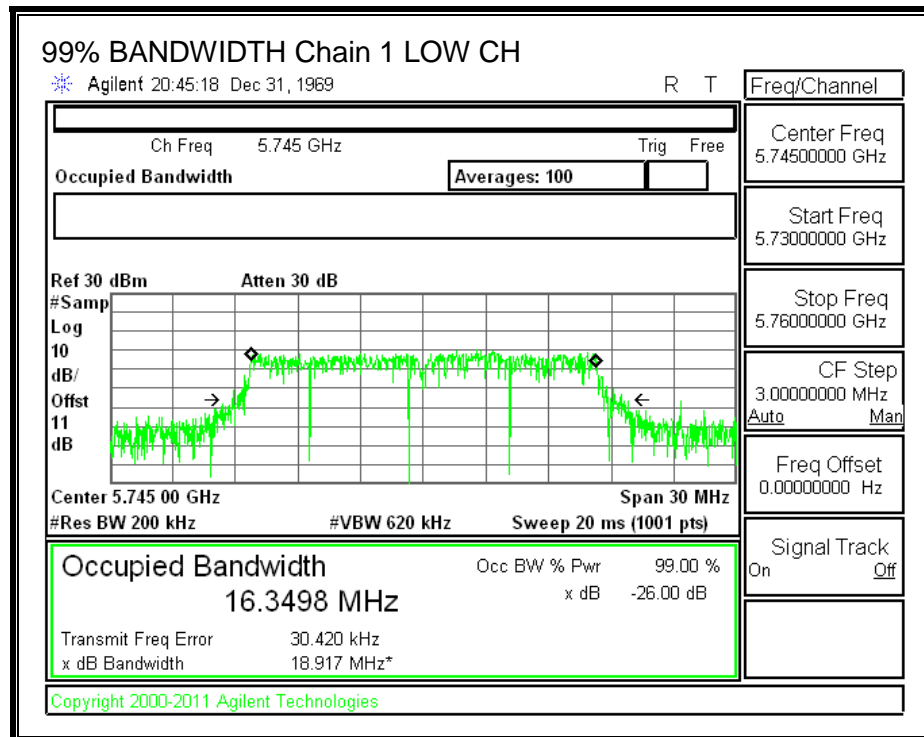 99% BANDWIDTH Chain 1 LOW CH
Agilent 20:45:18 Dec 31, 1969 R T
Freq/Channel
Ch Freq 5.745 GHz Trig Free
Occupied Bandwidth Averages: 100
Center Freq
5.74500000 GHz
Start Freq
5.73000000 GHz
Stop Freq
5.76000000 GHz
CF Step
3.00000000 MHz
Auto Man
Freq Offset
0.00000000 Hz
Signal Track
On Off
Ref 30 dBm Atten 30 dB
#Samp
Log
10
dB/
Offst
11
dB
Center 5.745 00 GHz Span 30 MHz
#Res BW 200 kHz #VBW 620 kHz Sweep 20 ms (1001 pts)
Occupied Bandwidth Occ BW % Pwr 99.00 %
16.3498 MHz x dB -26.00 dB
Transmit Freq Error 30.420 kHz
x dB Bandwidth 18.917 MHz*
Copyright 2000-2011 Agilent Technologies